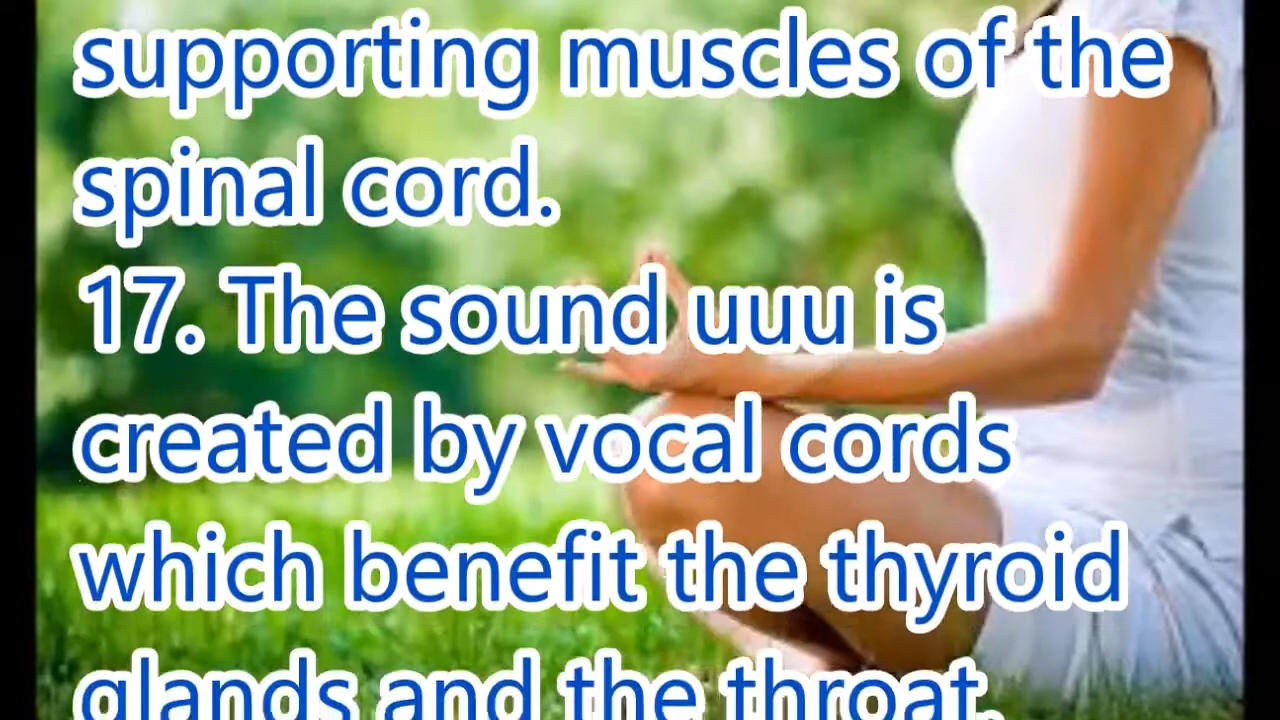 supporting muscles of the
spinal cord.
17. The sound uuu is
created by vocal cords
which benefit the thyroid
glands and the throat.